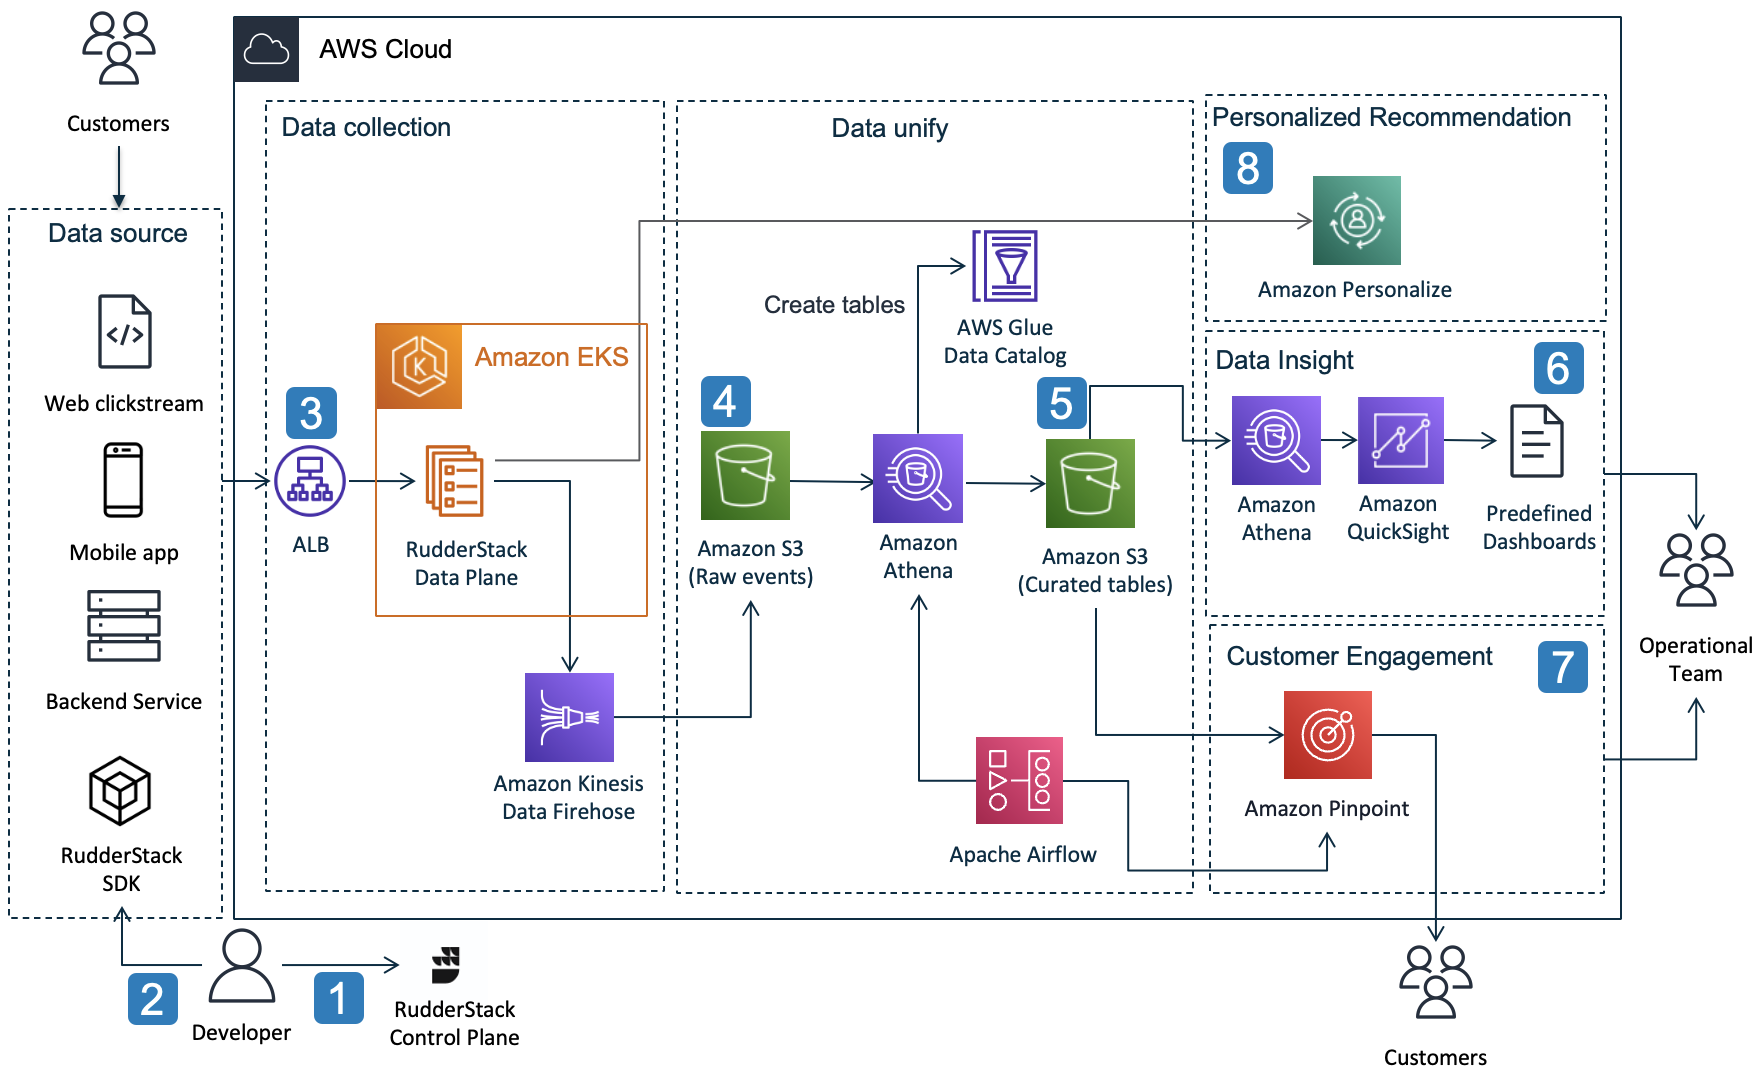 Customers
AWS Cloud
Data source
Web clickstream
Mobile app
Backend Service
RudderStack
SDK
Data collection
3
ALB
Amazon EKS
K
RudderStack
Data Plane
Amazon Kinesis
Data Firehose
Data unify
Create tables
AWS Glue
Data Catalog
4
Amazon S3
(Raw events)
Amazon
Athena
5
Amazon S3
(Curated tables)
Apache Airflow
Personalized Recommendation
8
Amazon Personalize
Data Insight
6
Amazon
Athena
Amazon
QuickSight
Predefined
Dashboards
Customer Engagement
7
Amazon Pinpoint
Operational
Team
2
Developer
1
RudderStack
Control Plane
Customers